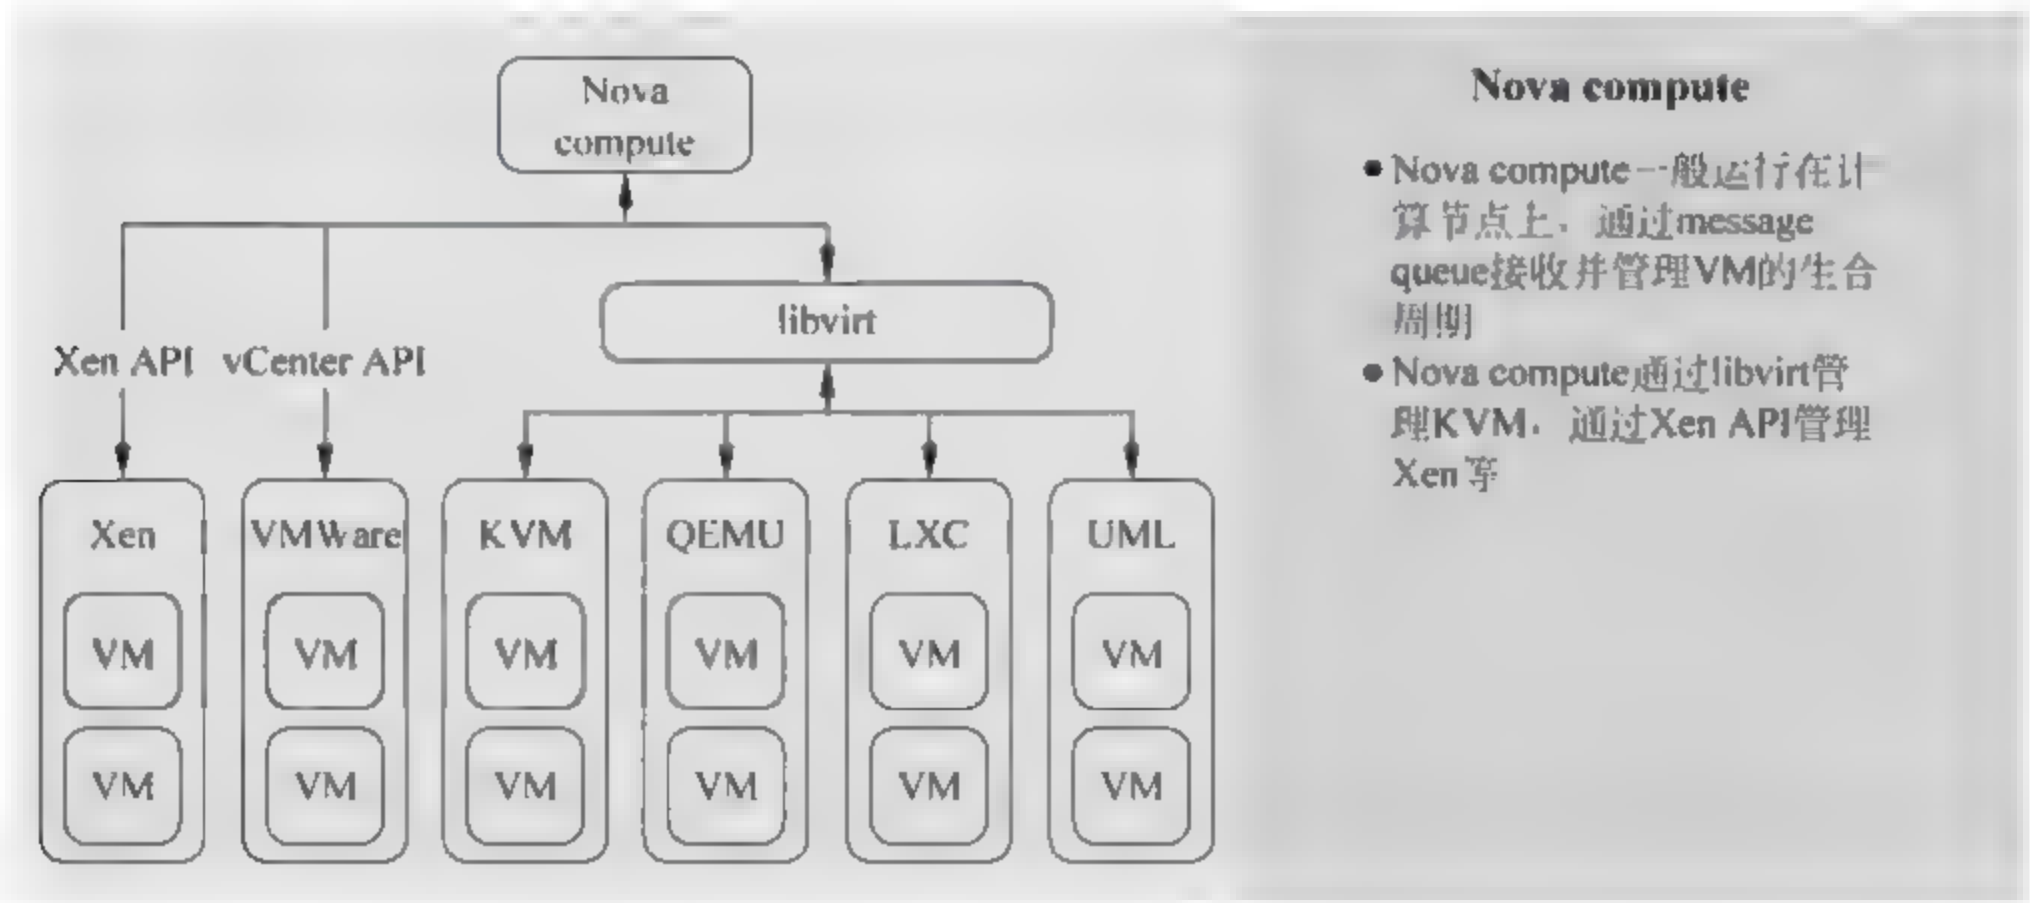 Nova
compute
libvirt
Xen API vCenter API
Xen VMWare KVM QEMU LXC UML
VM VM VM VM VM VM
VM VM VM VM VM VM
Nova compute
●Nova compute一般运行在计
算节点上，通过message
queue接收并管理VM的生合
周期
●Nova compute通过libvirt管
理KVM，通过Xen API管理
Xen等